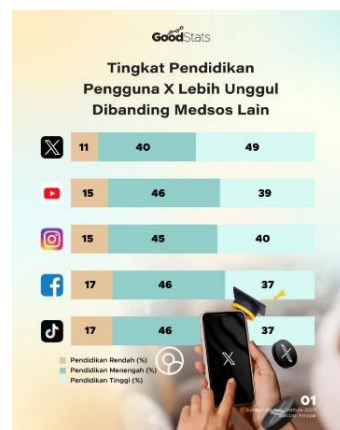 GoodStats
Tingkat Pendidikan
Pengguna X Lebih Unggul
Dibanding Medsos Lain
11 40 49
15 46 39
15 45 40
17 46 37
17 46 37
Pendidikan Rendah (%)
Pendidikan Menengah (%)
Pendidikan Tinggi (%)
01